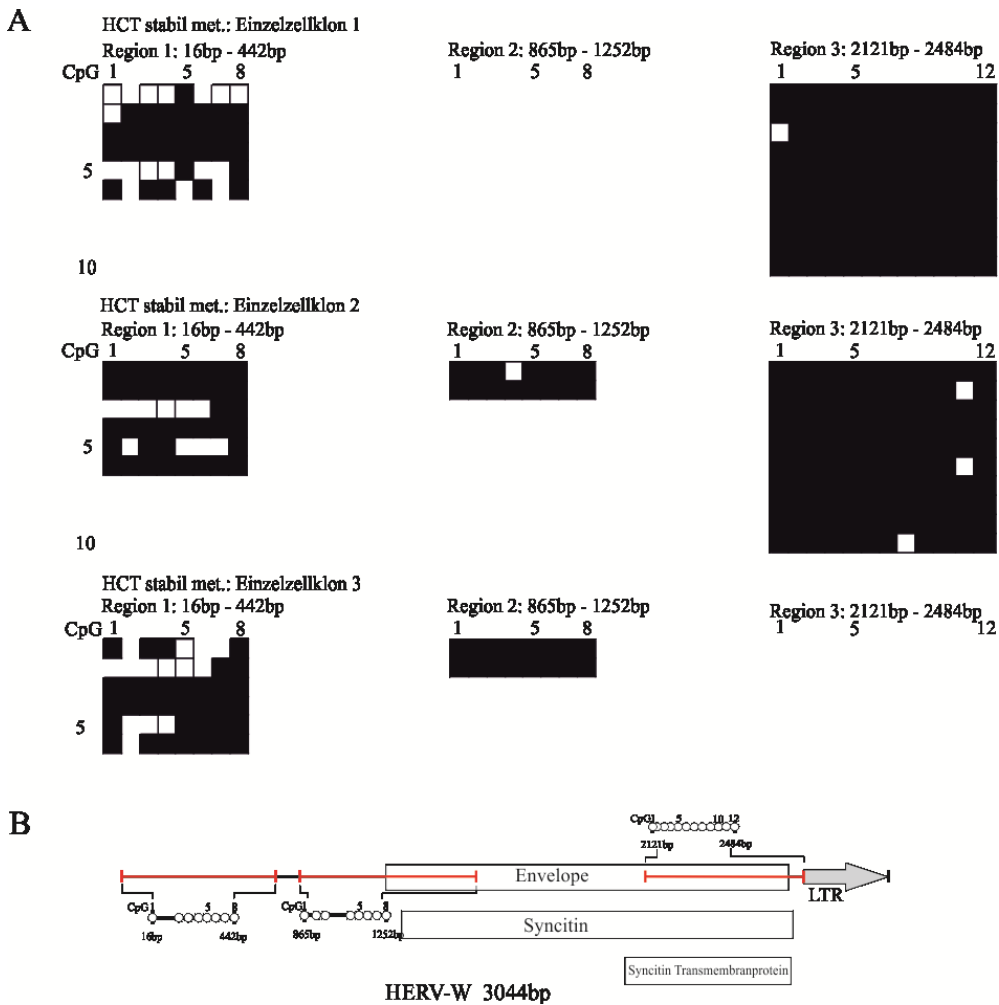 A
HCT stabil met.: Einzelzellklon 1
Region 1: 16bp - 442bp
Region 2: 865bp - 1252bp
Region 3: 2121bp - 2484bp
CpG 1 5 8
1 5 8
1 5 12
5
10
HCT stabil met.: Einzelzellklon 2
Region 1: 16bp - 442bp
Region 2: 865bp - 1252bp
Region 3: 2121bp - 2484bp
CpG 1 5 8
1 5 8
1 5 12
5
10
HCT stabil met.: Einzelzellklon 3
Region 1: 16bp - 442bp
Region 2: 865bp - 1252bp
Region 3: 2121bp - 2484bp
CpG 1 5 8
1 5 8
1 5 12
5
B
CpG1 5 10 12
2121bp 2484bp
Envelope
LTR
CpG1 5 8
16bp 442bp
CpG1 5 8
865bp 1252bp
Syncitin
Syncitin Transmembranprotein
HERV-W 3044bp